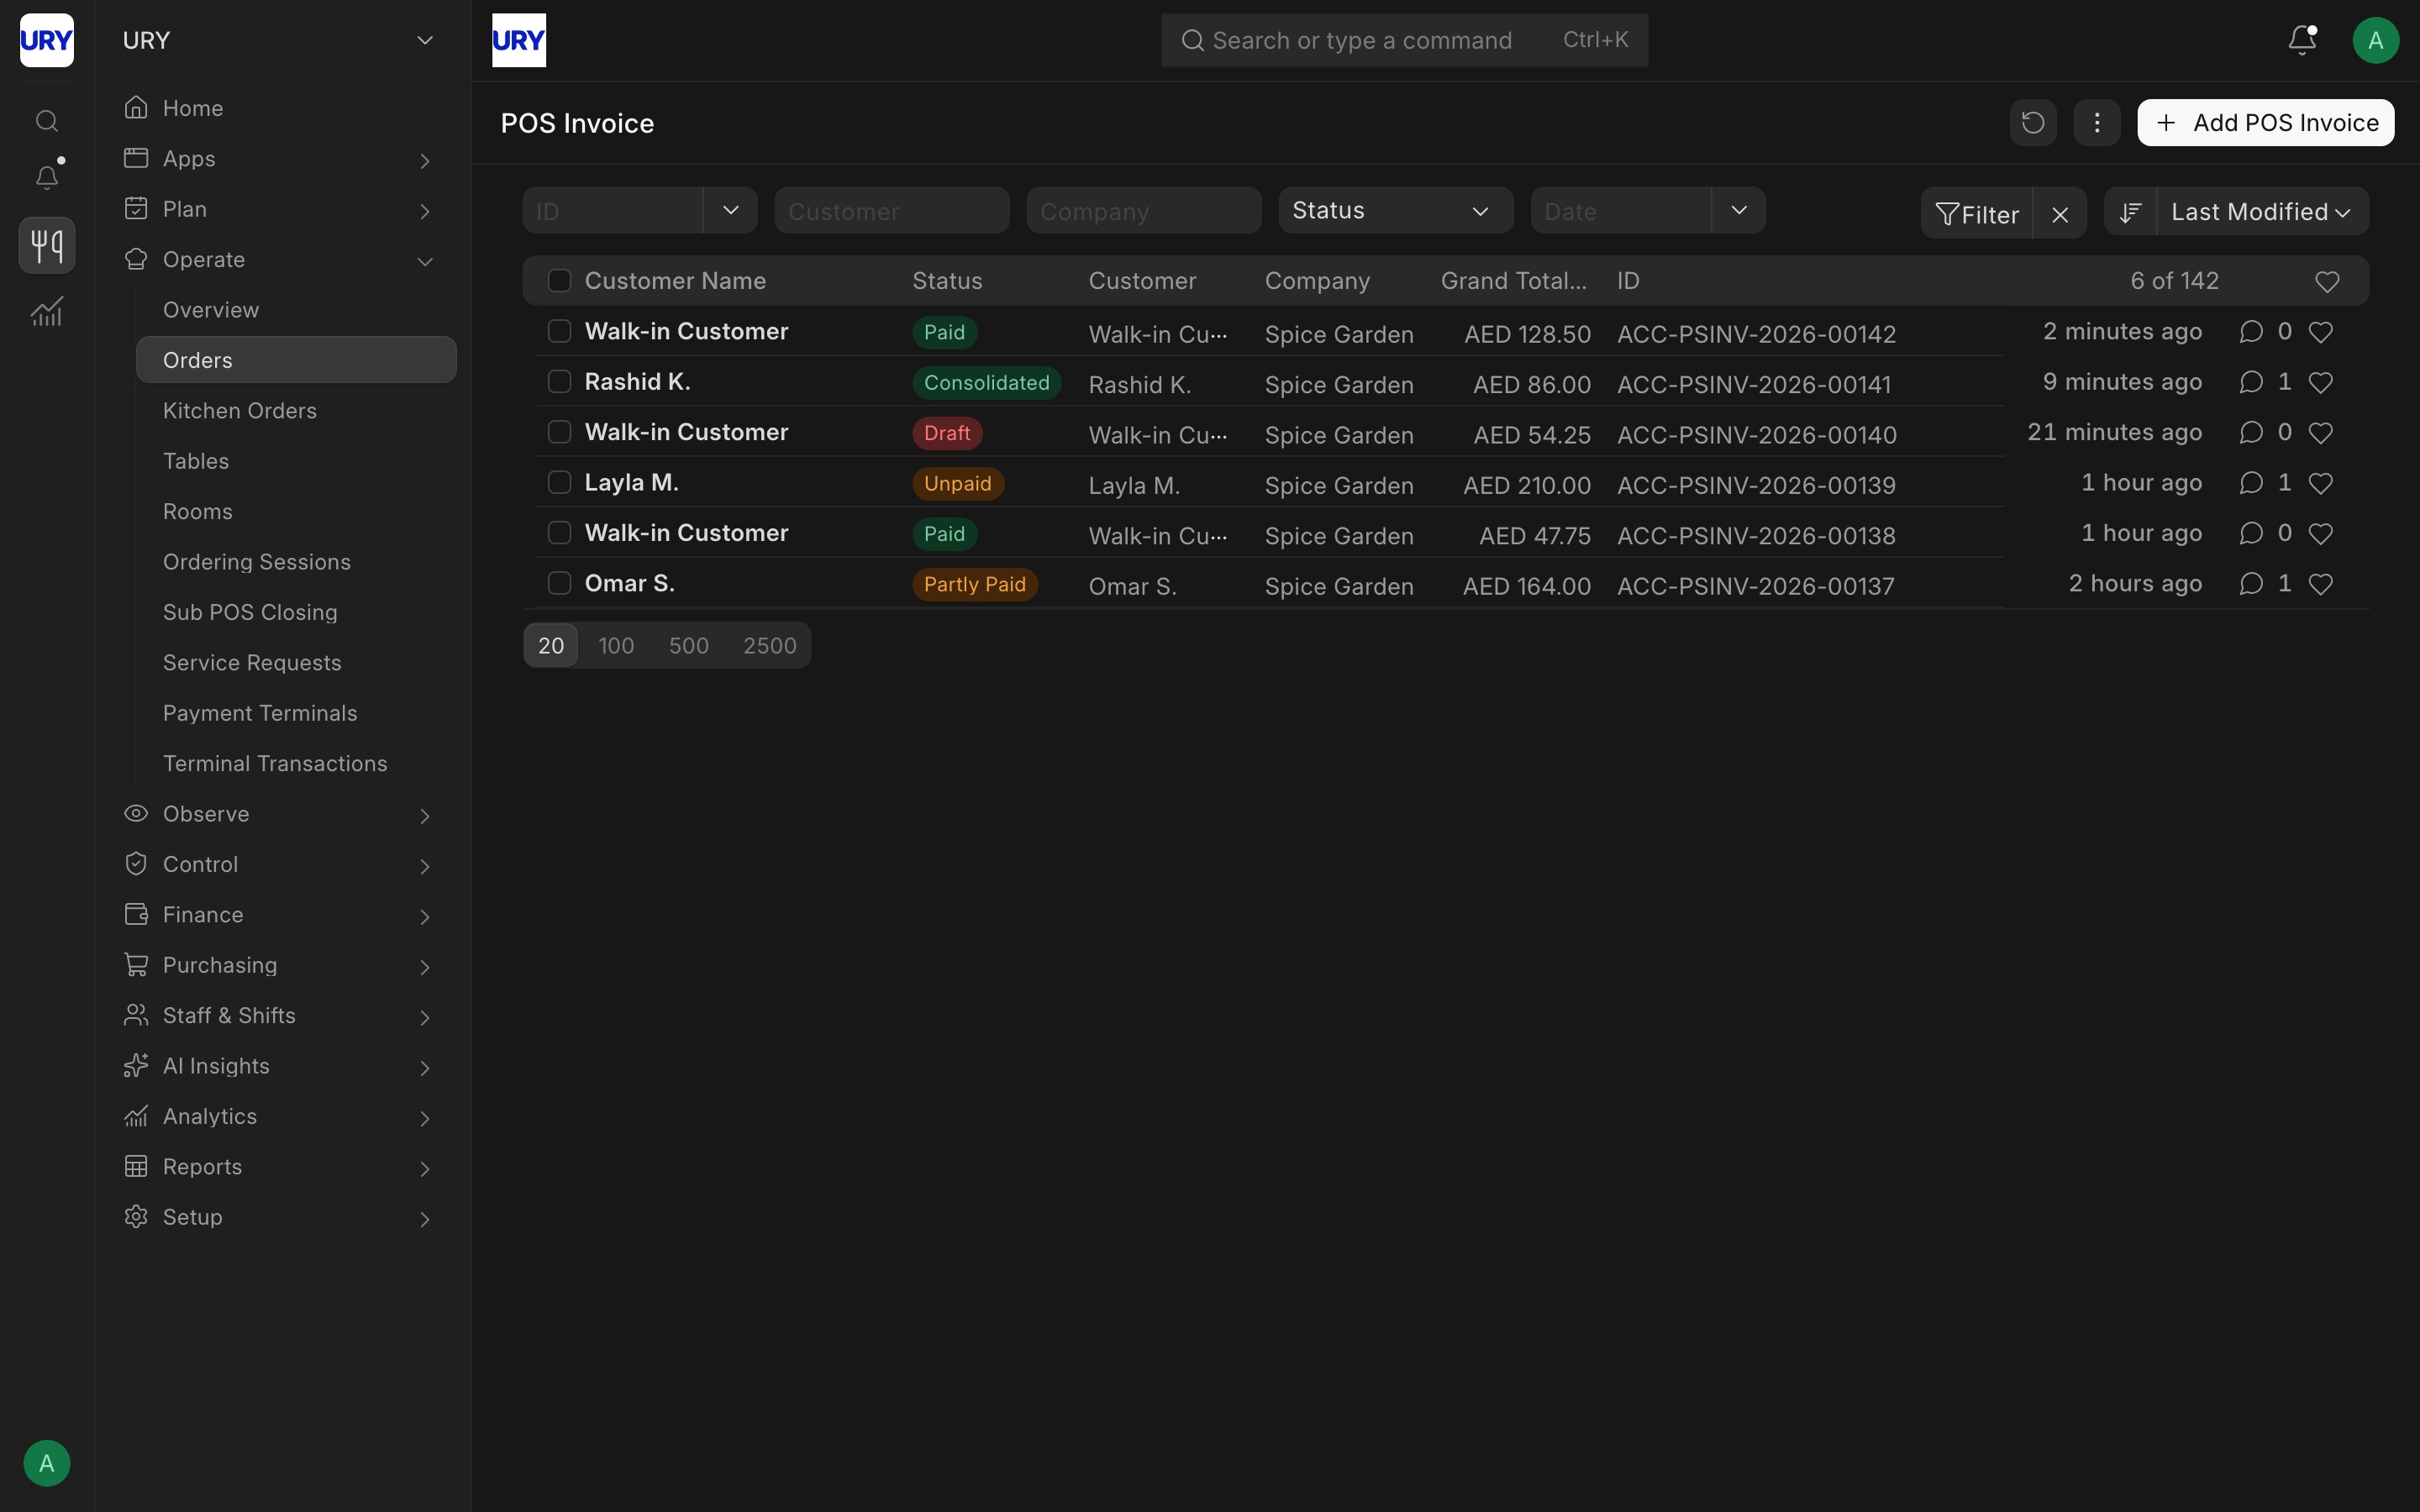 URY
URY
URY
Search or type a command
Ctrl+K
A
Home
Apps
Plan
Operate
Overview
Orders
Kitchen Orders
Tables
Rooms
Ordering Sessions
Sub POS Closing
Service Requests
Payment Terminals
Terminal Transactions
Observe
Control
Finance
Purchasing
Staff & Shifts
AI Insights
Analytics
Reports
Setup
A
POS Invoice
Add POS Invoice
ID
Customer
Company
Status
Date
Filter
Last Modified
Customer Name Status Customer Company Grand Total... ID 6 of 142
Walk-in Customer Paid Walk-in Cu... Spice Garden AED 128.50 ACC-PSINV-2026-00142 2 minutes ago 0
Rashid K. Consolidated Rashid K. Spice Garden AED 86.00 ACC-PSINV-2026-00141 9 minutes ago 1
Walk-in Customer Draft Walk-in Cu... Spice Garden AED 54.25 ACC-PSINV-2026-00140 21 minutes ago 0
Layla M. Unpaid Layla M. Spice Garden AED 210.00 ACC-PSINV-2026-00139 1 hour ago 1
Walk-in Customer Paid Walk-in Cu... Spice Garden AED 47.75 ACC-PSINV-2026-00138 1 hour ago 0
Omar S. Partly Paid Omar S. Spice Garden AED 164.00 ACC-PSINV-2026-00137 2 hours ago 1
20 100 500 2500